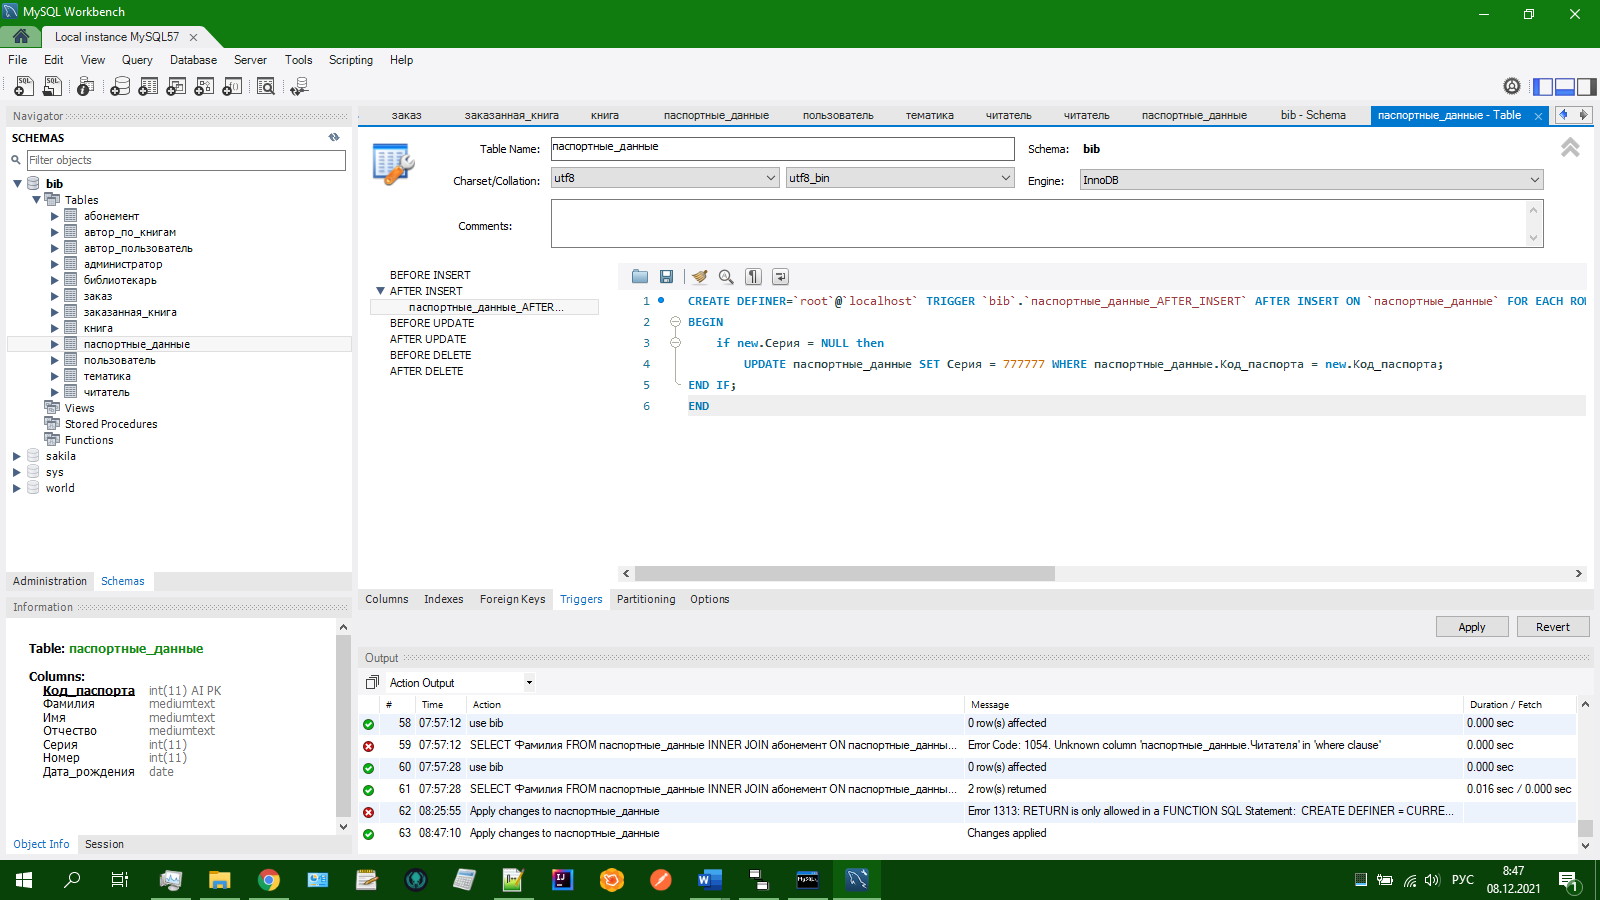 MySQL Workbench
Local instance MySQL57
File Edit View Query Database Server Tools Scripting Help
Navigator
SCHEMAS
Filter objects
bib
Tables
абонемент
автор_по_книгам
автор_пользователь
администратор
библиотекарь
заказ
заказанная_книга
книга
паспортные_данные
пользователь
тематика
читатель
Views
Stored Procedures
Functions
sakila
sys
world
Administration Schemas
Information
Table: паспортные_данные
Columns:
Код_паспорта int(11) AI PK
Фамилия mediumtext
Имя mediumtext
Отчество mediumtext
Серия int(11)
Номер int(11)
Дата_рождения date
Object Info Session
заказ заказанная_книга книга паспортные_данные пользователь тематика читатель читатель паспортные_данные bib - Schema паспортные_данные - Table
Table Name: паспортные_данные Schema: bib
Charset/Collation: utf8 utf8_bin Engine: InnoDB
Comments:
BEFORE INSERT
AFTER INSERT
паспортные_данные_AFTER...
BEFORE UPDATE
AFTER UPDATE
BEFORE DELETE
AFTER DELETE
1 CREATE DEFINER=`root`@`localhost` TRIGGER `bib`.`паспортные_данные_AFTER_INSERT` AFTER INSERT ON `паспортные_данные` FOR EACH ROW
2 BEGIN
3 if new.Серия = NULL then
4 UPDATE паспортные_данные SET Серия = 777777 WHERE паспортные_данные.Код_паспорта = new.Код_паспорта;
5 END IF;
6 END
Columns Indexes Foreign Keys Triggers Partitioning Options
Apply Revert
Output
Action Output
# Time Action Message Duration / Fetch
58 07:57:12 use bib 0 row(s) affected 0.000 sec
59 07:57:12 SELECT Фамилия FROM паспортные_данные INNER JOIN абонемент ON паспортные_данны... Error Code: 1054. Unknown column 'паспортные_данные.Читателя' in 'where clause' 0.000 sec
60 07:57:28 use bib 0 row(s) affected 0.000 sec
61 07:57:28 SELECT Фамилия FROM паспортные_данные INNER JOIN абонемент ON паспортные_данны... 2 row(s) returned 0.016 sec / 0.000 sec
62 08:25:55 Apply changes to паспортные_данные Error 1313: RETURN is only allowed in a FUNCTION SQL Statement: CREATE DEFINER = CURRE...
63 08:47:10 Apply changes to паспортные_данные Changes applied
РУС
8:47
08.12.2021
1